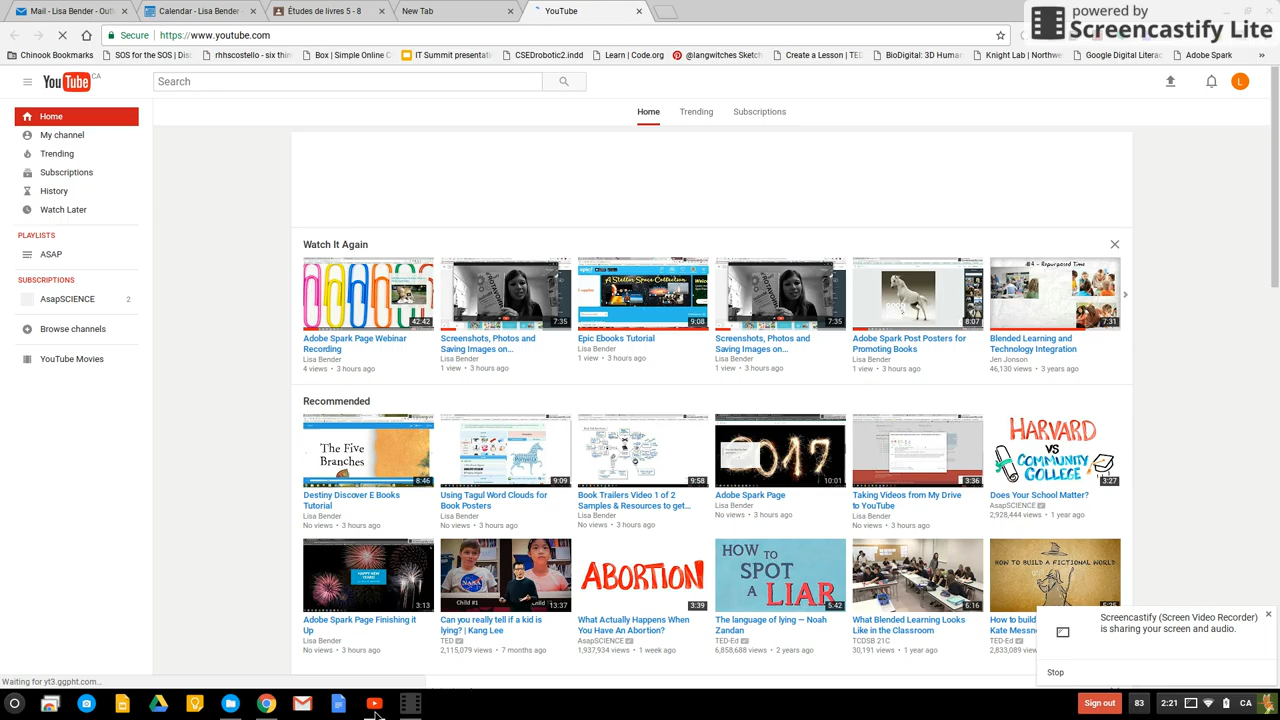 Mail - Lisa Bender - Out
Calendar - Lisa Bender
Études de livres 5 - 8
New Tab
YouTube
powered by
Screencastify Lite
Secure
https://www.youtube.com
Chinook Bookmarks
SOS for the SOS | Dis
rhhscostello - six thin
Box | Simple Online C
IT Summit presentati
CSEDrobotic2.indd
Learn | Code.org
@langwitches Sketch
Create a Lesson | TED
BioDigital: 3D Human
Knight Lab | Northwe
Google Digital Literac
Adobe Spark
YouTube CA
Search
L
Home
My channel
Trending
Subscriptions
History
Watch Later
PLAYLISTS
ASAP
SUBSCRIPTIONS
AsapSCIENCE 2
Browse channels
YouTube Movies
Home
Trending
Subscriptions
Watch It Again
42:42
7:35
9:08
7:35
8:07
#4 - Repurposed Time
7:31
Adobe Spark Page Webinar
Recording
Lisa Bender
4 views • 3 hours ago
Screenshots, Photos and
Saving Images on...
Lisa Bender
1 view • 3 hours ago
Epic Ebooks Tutorial
Lisa Bender
1 view • 3 hours ago
Screenshots, Photos and
Saving Images on...
Lisa Bender
1 view • 3 hours ago
Adobe Spark Post Posters for
Promoting Books
Lisa Bender
1 view • 3 hours ago
Blended Learning and
Technology Integration
Jen Jonson
46,130 views • 3 years ago
Recommended
The Five
Branches
8:46
9:09
9:58
2017
10:01
3:36
HARVARD
VS
COMMUNITY
COLLEGE
3:27
Destiny Discover E Books
Tutorial
Lisa Bender
No views • 3 hours ago
Using Tagul Word Clouds for
Book Posters
Lisa Bender
No views • 3 hours ago
Book Trailers Video 1 of 2
Samples & Resources to get...
Lisa Bender
No views • 3 hours ago
Adobe Spark Page
Lisa Bender
No views • 3 hours ago
Taking Videos from My Drive
to YouTube
Lisa Bender
No views • 3 hours ago
Does Your School Matter?
AsapSCIENCE
2,928,444 views • 1 year ago
HAPPY NEW
3:13
NASA
Child #1
13:37
ABORTION
3:39
HOW TO
SPOT
A LIAR
5:42
6:16
HOW TO BUILD A FICTIONAL WORLD
Adobe Spark Page Finishing it
Up
Lisa Bender
No views • 3 hours ago
Can you really tell if a kid is
lying? | Kang Lee
TED
2,115,079 views • 7 months ago
What Actually Happens When
You Have An Abortion?
AsapSCIENCE
1,937,934 views • 1 week ago
The language of lying — Noah
Zandan
TED-Ed
6,858,688 views • 2 years ago
What Blended Learning Looks
Like in the Classroom
TCDSB 21C
30,191 views • 1 year ago
How to build
Kate Messn
TED-Ed
2,833,089
Screencastify (Screen Video Recorder)
is sharing your screen and audio.
Stop
Waiting for yt3.ggpht.com...
Sign out
83
2:21
CA